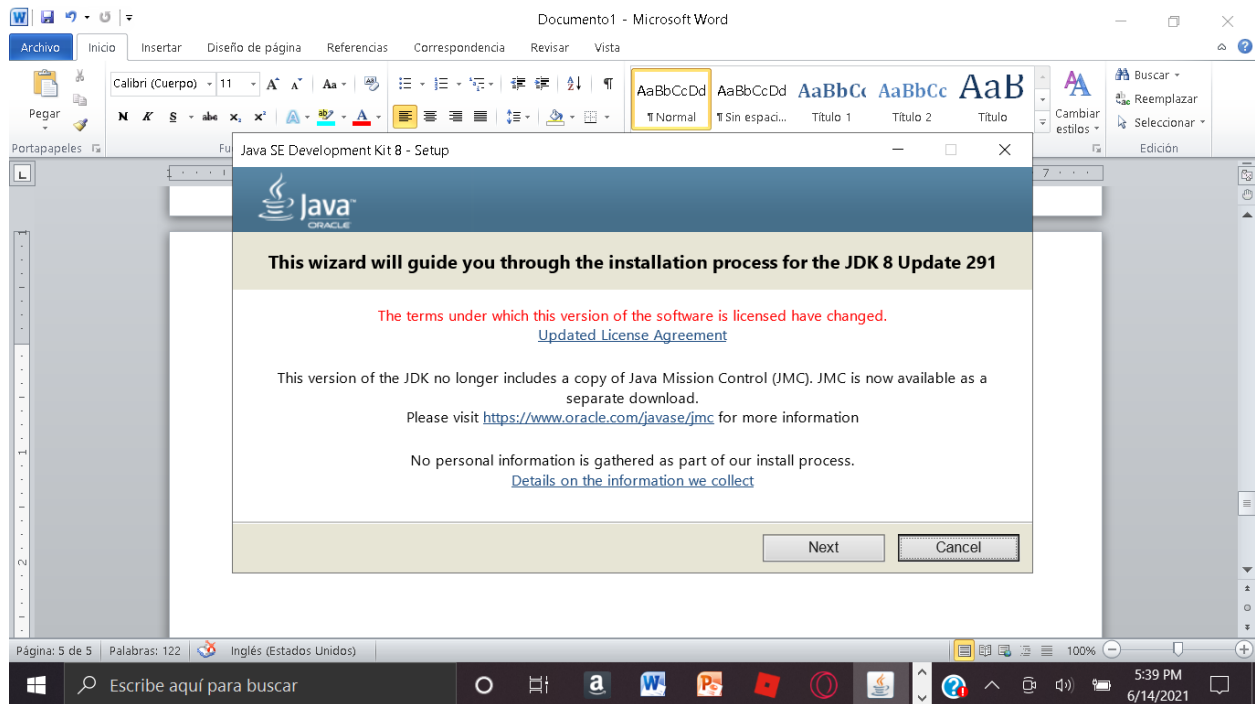 Documento1 - Microsoft Word
Archivo Inicio Insertar Diseño de página Referencias Correspondencia Revisar Vista
Pegar
Portapapeles
Calibri (Cuerpo) 11
N K S abc x₂ x²
AaBbCcDd AaBbCcDd AaBbCc AaBbCc AaB
¶ Normal ¶ Sin espaci... Título 1 Título 2 Título
Cambiar estilos
Buscar
Reemplazar
Seleccionar
Edición
Java SE Development Kit 8 - Setup
Java
ORACLE
This wizard will guide you through the installation process for the JDK 8 Update 291
The terms under which this version of the software is licensed have changed.
Updated License Agreement
This version of the JDK no longer includes a copy of Java Mission Control (JMC). JMC is now available as a
separate download.
Please visit https://www.oracle.com/javase/jmc for more information
No personal information is gathered as part of our install process.
Details on the information we collect
Next Cancel
Página: 5 de 5 Palabras: 122 Inglés (Estados Unidos) 100%
Escribe aquí para buscar
5:39 PM
6/14/2021